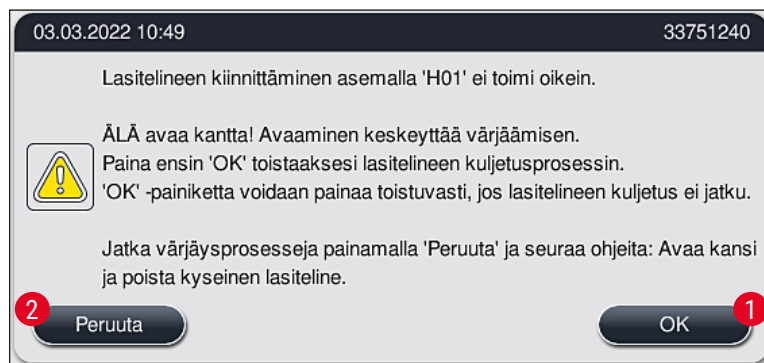 03.03.2022 10:49 33751240
Lasitelineen kiinnittäminen asemalla 'H01' ei toimi oikein.
ÄLÄ avaa kantta! Avaaminen keskeyttää värjäämisen.
Paina ensin 'OK' toistaaksesi lasitelineen kuljetusprosessin.
'OK' -painiketta voidaan painaa toistuvasti, jos lasitelineen kuljetus ei jatku.
Jatka värjäysprosesseja painamalla 'Peruuta' ja seuraa ohjeita: Avaa kansi
ja poista kyseinen lasiteline.
2 Peruuta OK 1